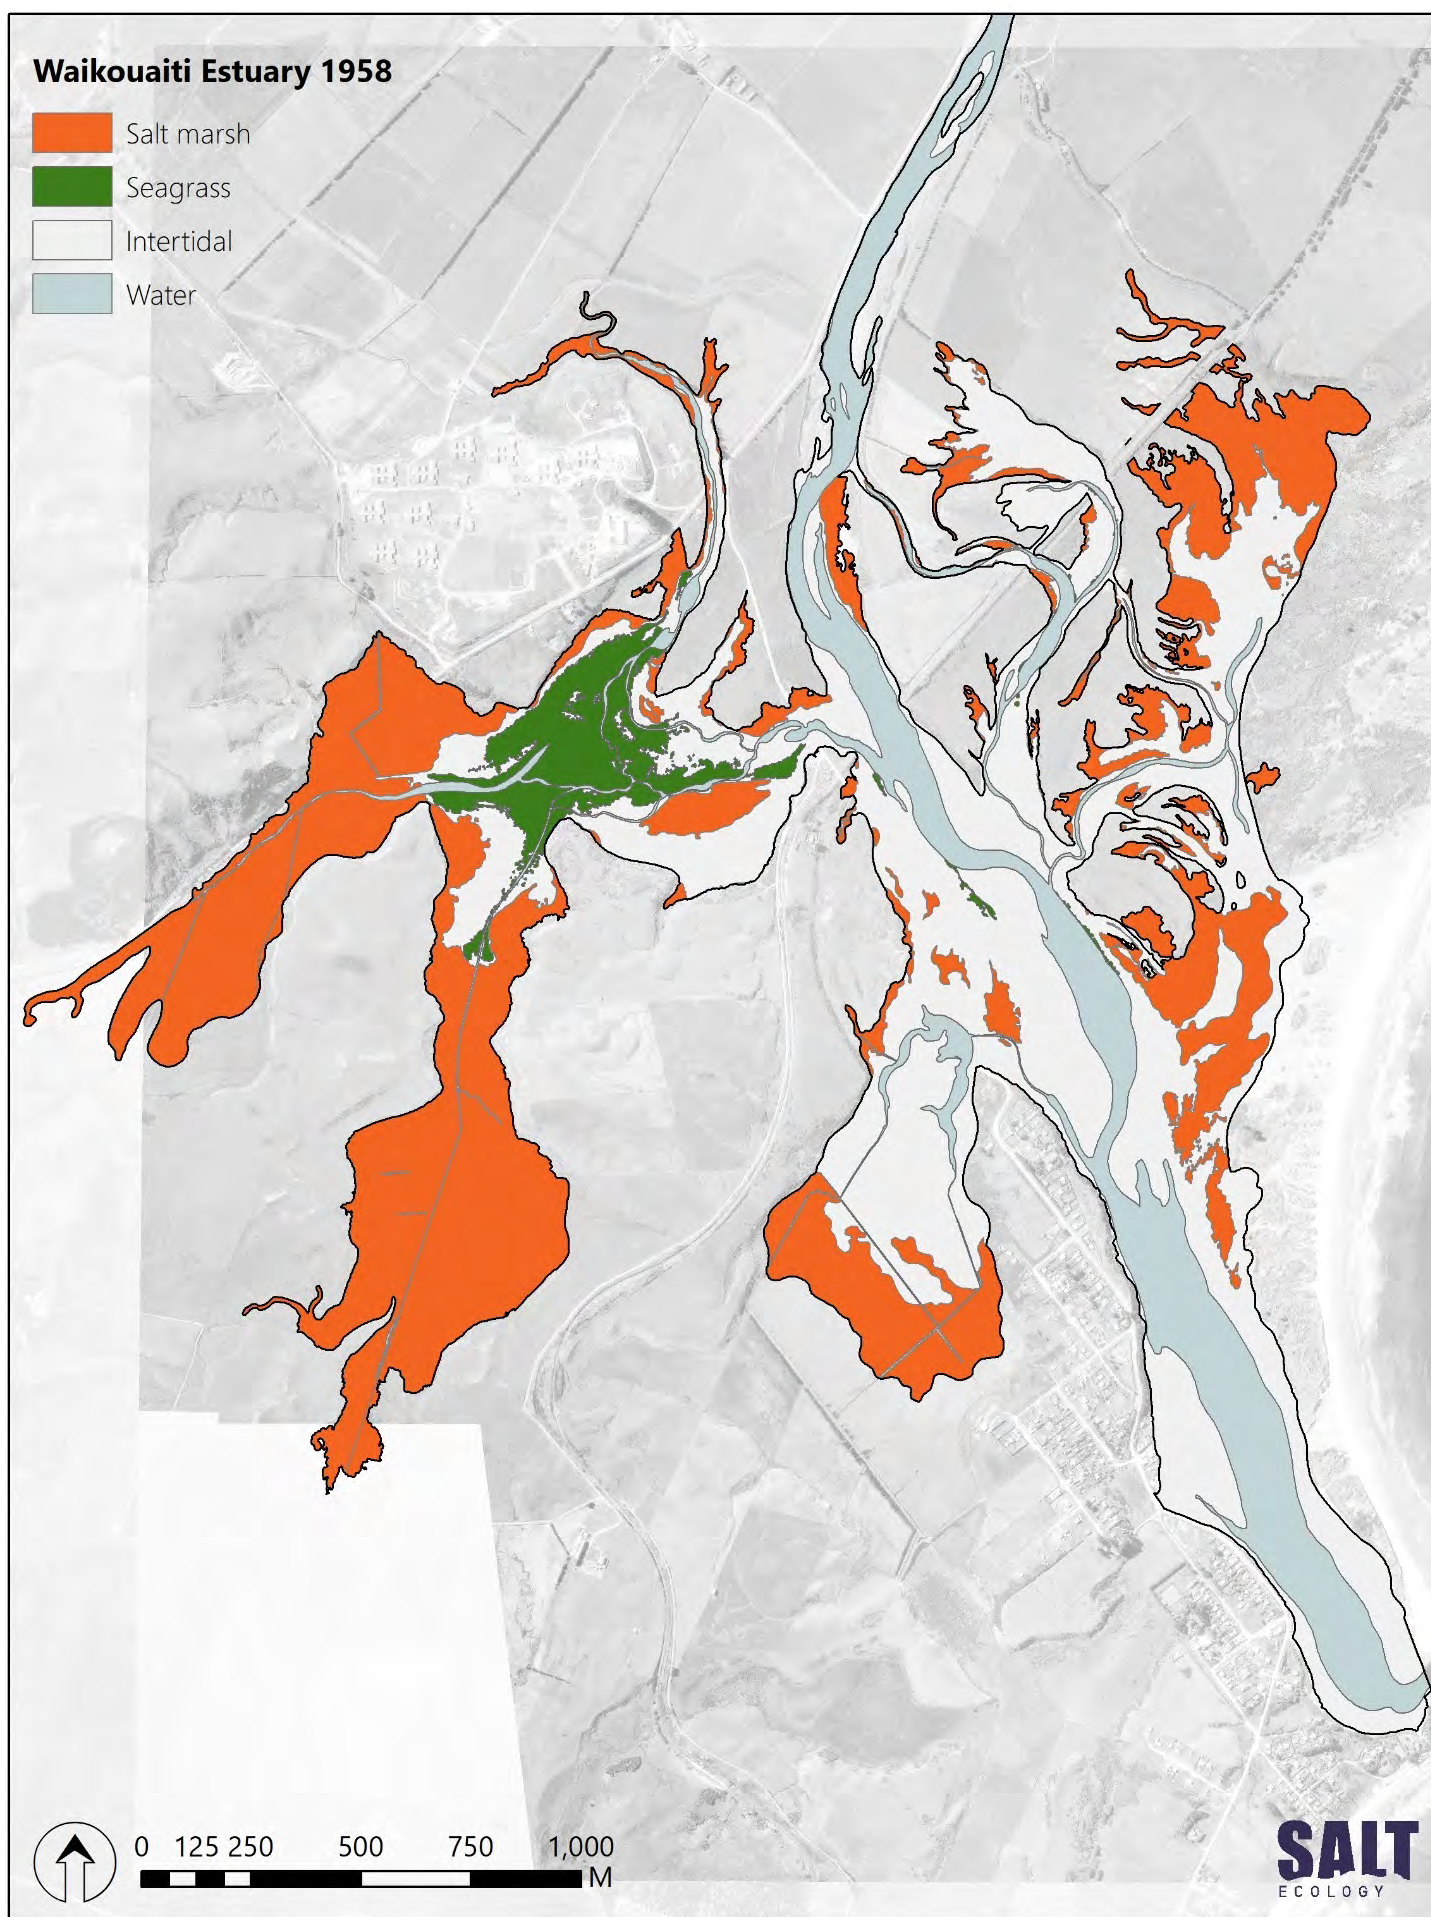 Waikouaiti Estuary 1958
Salt marsh
Seagrass
Intertidal
Water
0 125 250 500 750 1,000
M
SALT
ECOLOGY